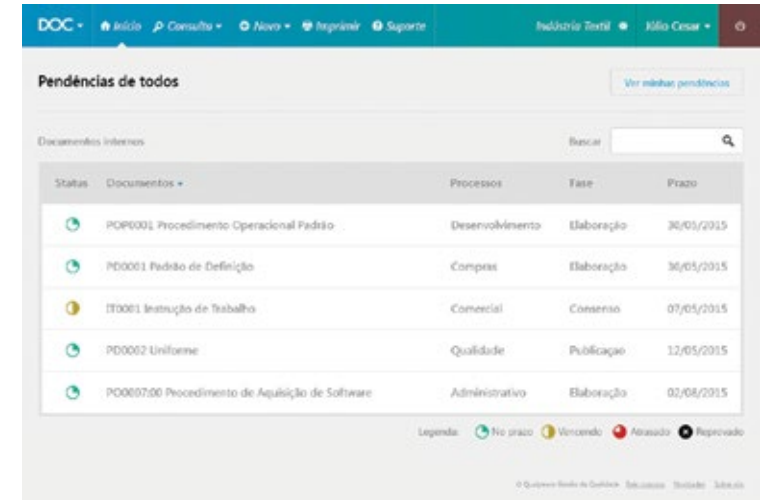 DOC Início Consulta Novo Imprimir Suporte Indústria Textil Júlio Cesar
Pendências de todos
Ver minhas pendências
Documentos internos Buscar
Status Documentos Processos Fase Prazo
POP0001 Procedimento Operacional Padrão Desenvolvimento Elaboração 30/05/2015
PD0001 Padrão de Definição Compras Elaboração 30/05/2015
IT0001 Instrução de Trabalho Comercial Consenso 07/05/2015
PD0002 Uniforme Qualidade Publicaçao 12/05/2015
PO0007:00 Procedimento de Aquisição de Software Administrativo Elaboração 02/08/2015
Legenda: No prazo Vencendo Atrasado Reprovado